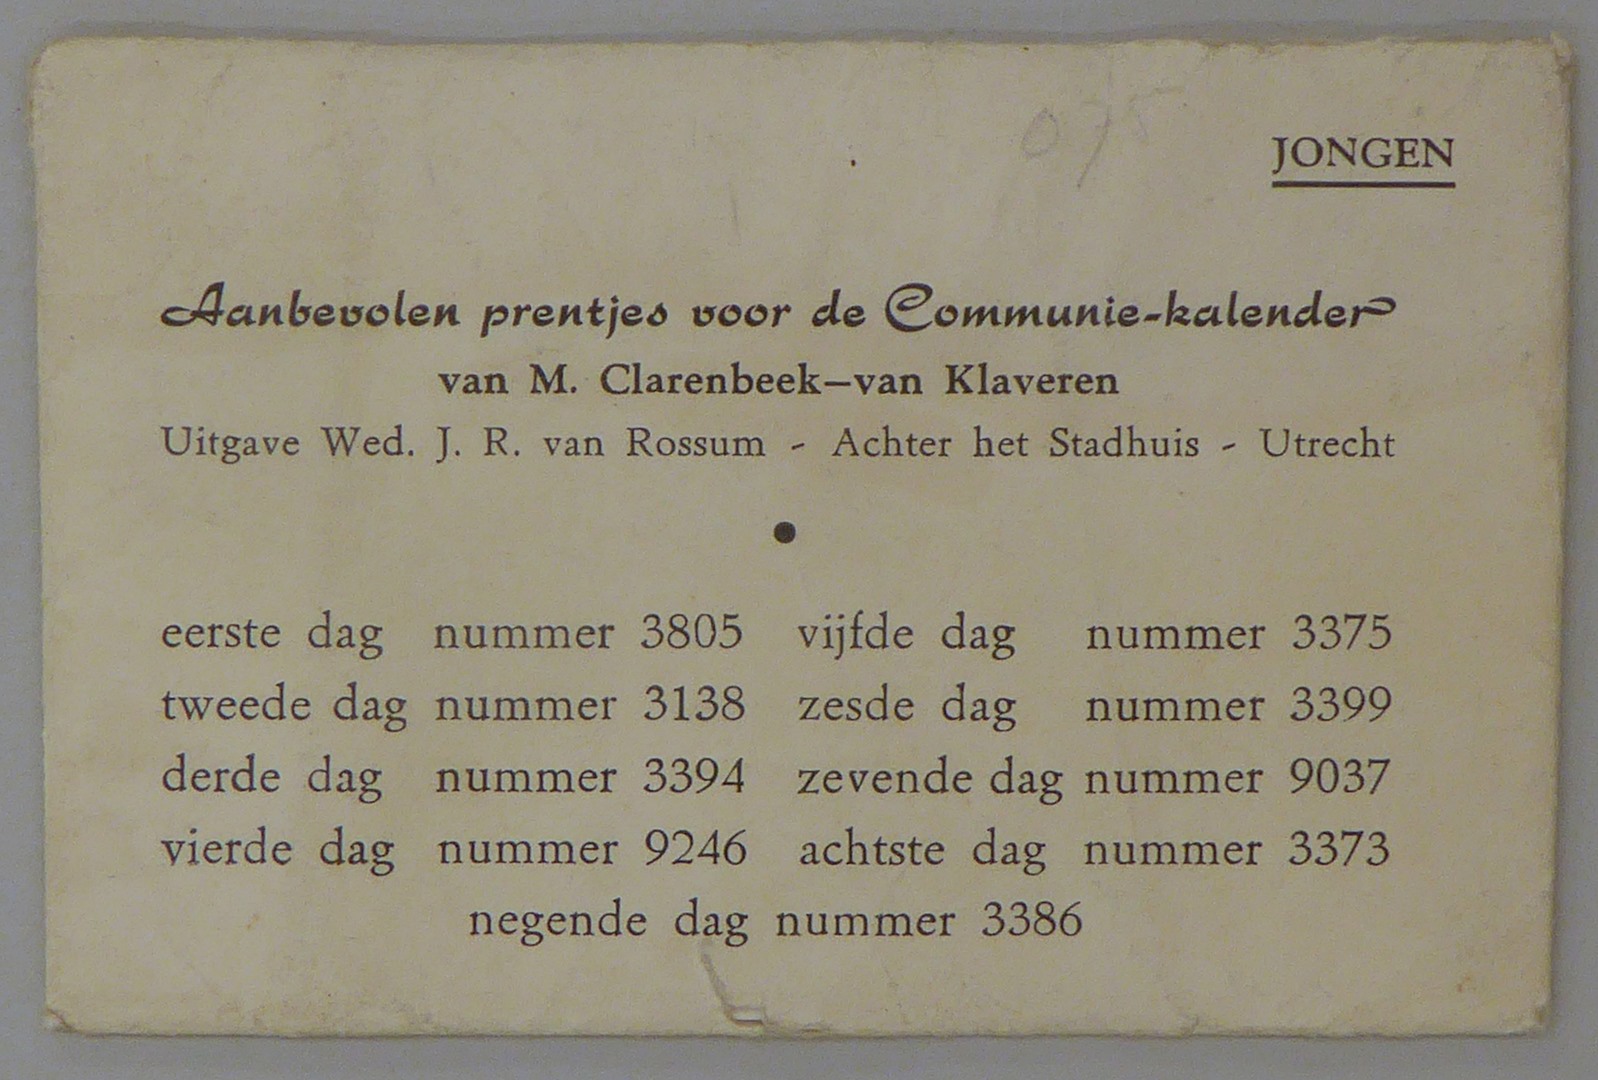 075
JONGEN
Aanbevolen prentjes voor de Communie-kalender
van M. Clarenbeek–van Klaveren
Uitgave Wed. J. R. van Rossum - Achter het Stadhuis - Utrecht
●
eerste dag nummer 3805 vijfde dag nummer 3375
tweede dag nummer 3138 zesde dag nummer 3399
derde dag nummer 3394 zevende dag nummer 9037
vierde dag nummer 9246 achtste dag nummer 3373
negende dag nummer 3386